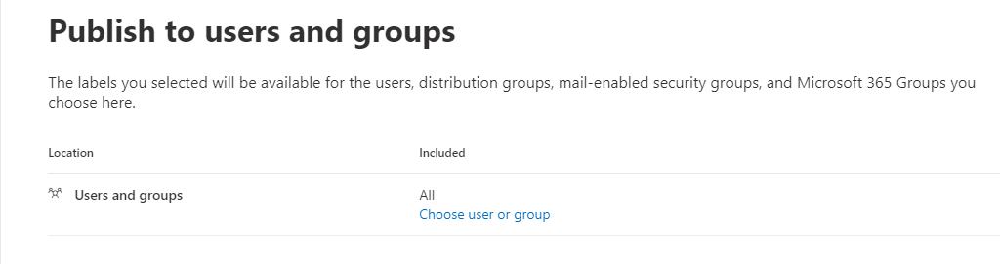 Publish to users and groups
The labels you selected will be available for the users, distribution groups, mail-enabled security groups, and Microsoft 365 Groups you
choose here.
Location Included
Users and groups All
Choose user or group